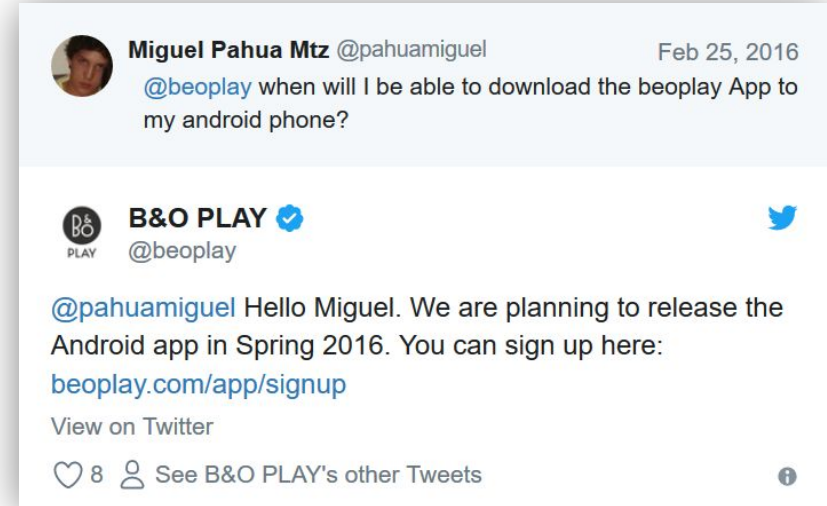 Miguel Pahua Mtz @pahuamiguel Feb 25, 2016
@beoplay when will I be able to download the beoplay App to
my android phone?
B&O PLAY
B&O
PLAY
@beoplay
@pahuamiguel Hello Miguel. We are planning to release the
Android app in Spring 2016. You can sign up here:
beoplay.com/app/signup
View on Twitter
8 See B&O PLAY's other Tweets